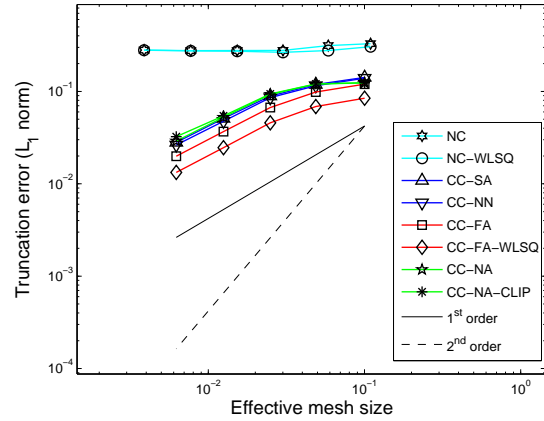 Truncation error (L₁ norm)
10⁰
10⁻¹
10⁻²
10⁻³
10⁻⁴
10⁻²
10⁻¹
10⁰
Effective mesh size
NC
NC−WLSQ
CC−SA
CC−NN
CC−FA
CC−FA−WLSQ
CC−NA
CC−NA−CLIP
1ˢᵗ order
2ⁿᵈ order